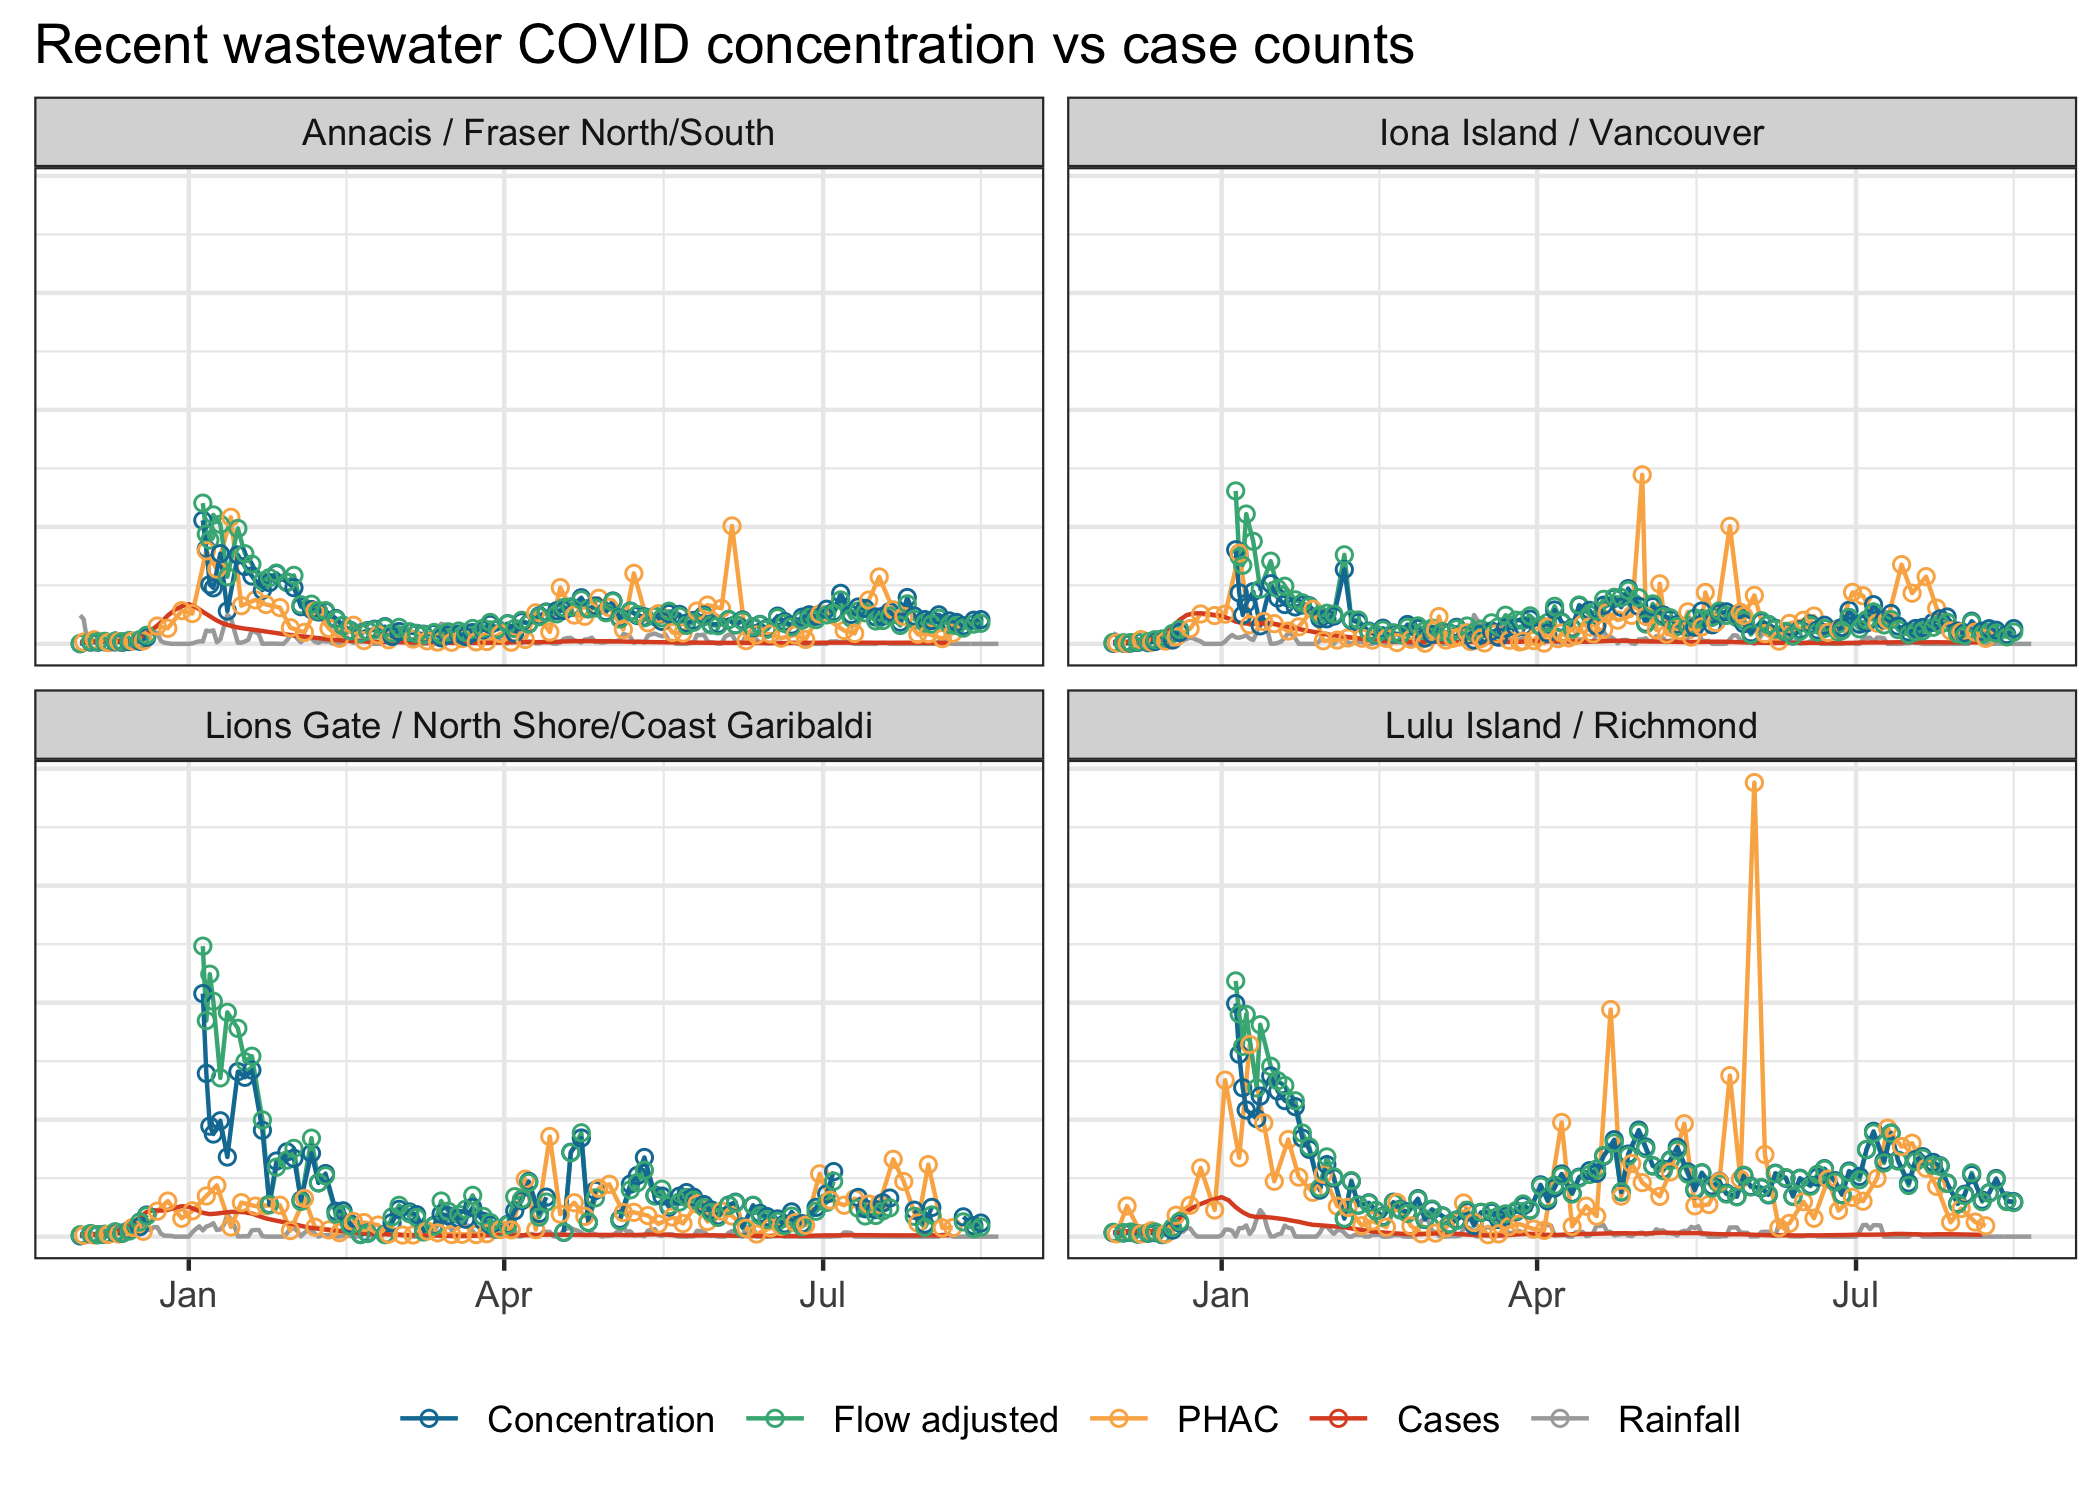 Recent wastewater COVID concentration vs case counts
Annacis / Fraser North/South
Iona Island / Vancouver
Lions Gate / North Shore/Coast Garibaldi
Lulu Island / Richmond
Jan Apr Jul
Jan Apr Jul
Concentration Flow adjusted PHAC Cases Rainfall